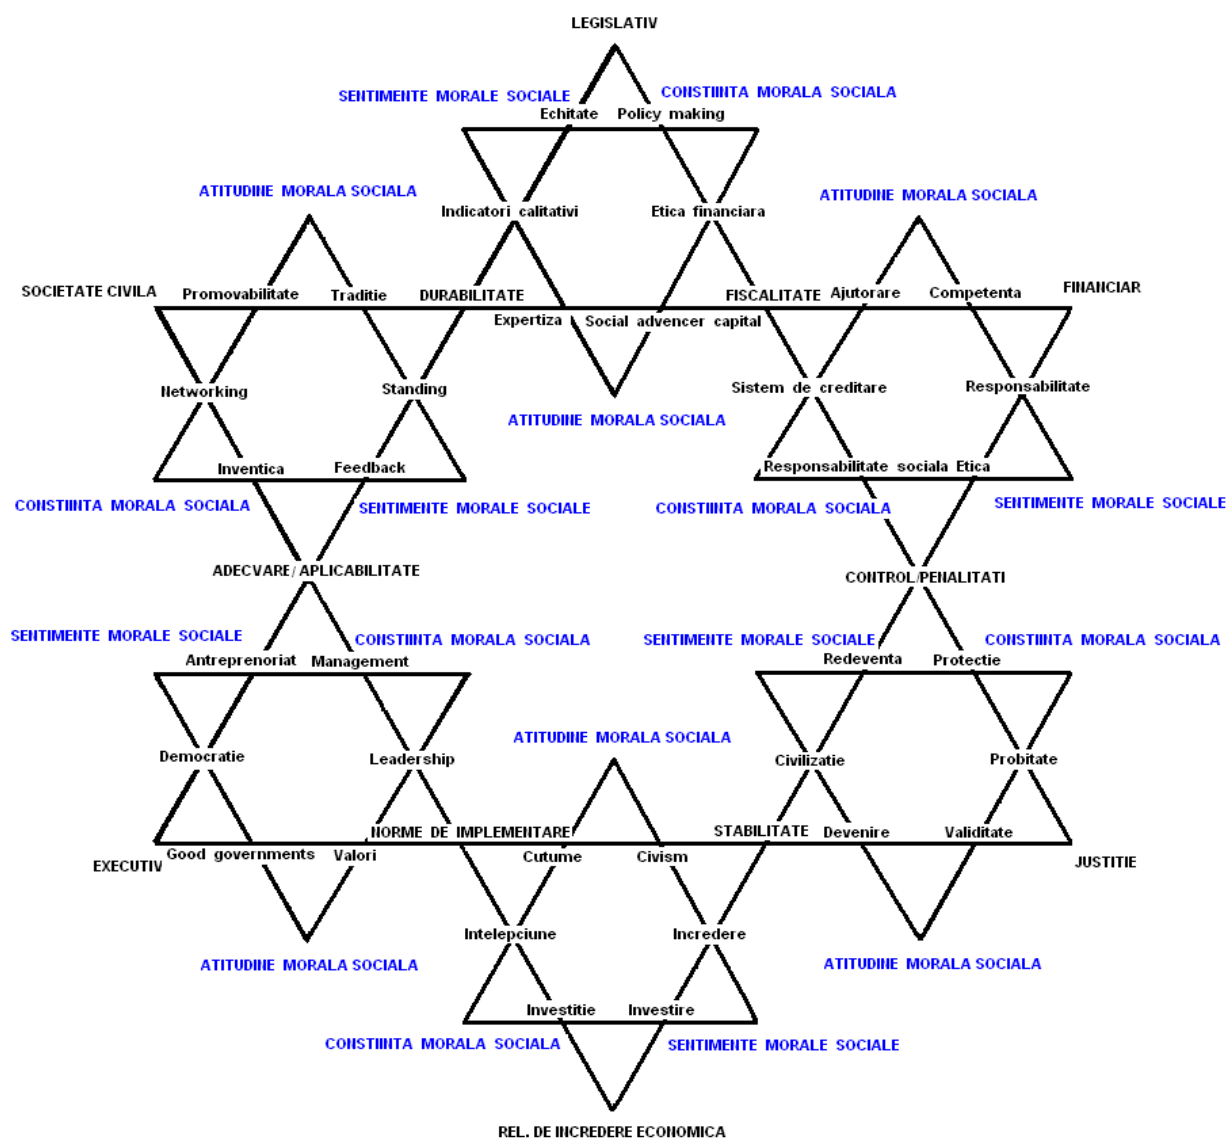 LEGISLATIV
SENTIMENTE MORALE SOCIALE
CONSTIINTA MORALA SOCIALA
Echitate
Policy making
ATITUDINE MORALA SOCIALA
ATITUDINE MORALA SOCIALA
Indicatori calitativi
Etica financiara
SOCIETATE CIVILA
Promovabilitate
Traditie
DURABILITATE
FISCALITATE
Ajutorare
Competenta
FINANCIAR
Expertiza
Social advencer capital
Networking
Standing
Sistem de creditare
Responsabilitate
ATITUDINE MORALA SOCIALA
Inventica
Feedback
Responsabilitate sociala
Etica
CONSTIINTA MORALA SOCIALA
SENTIMENTE MORALE SOCIALE
CONSTIINTA MORALA SOCIALA
SENTIMENTE MORALE SOCIALE
ADECVARE/APLICABILITATE
CONTROL/PENALITATI
SENTIMENTE MORALE SOCIALE
CONSTIINTA MORALA SOCIALA
SENTIMENTE MORALE SOCIALE
CONSTIINTA MORALA SOCIALA
Antreprenoriat
Management
Redeventa
Protectie
ATITUDINE MORALA SOCIALA
Democratie
Leadership
Civilizatie
Probitate
NORME DE IMPLEMENTARE
STABILITATE
Devenire
Validitate
EXECUTIV
Good governments
Valori
Cutume
Civism
JUSTITIE
Intelepciune
Incredere
ATITUDINE MORALA SOCIALA
ATITUDINE MORALA SOCIALA
Investitie
Investire
CONSTIINTA MORALA SOCIALA
SENTIMENTE MORALE SOCIALE
REL. DE INCREDERE ECONOMICA